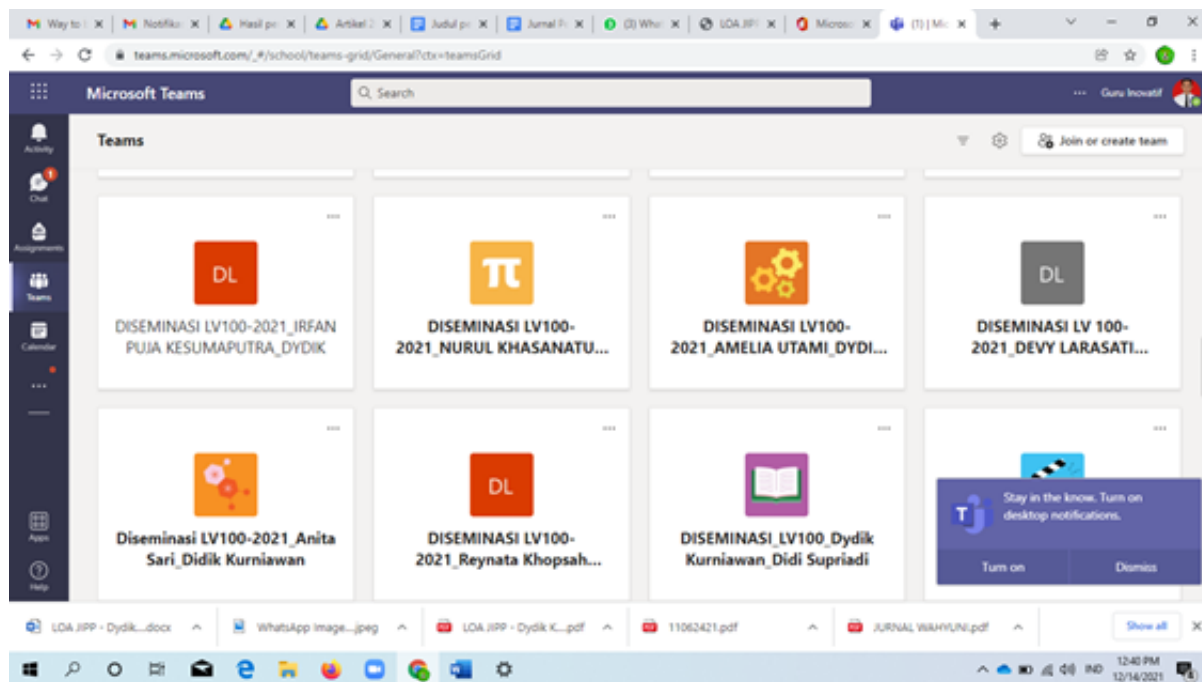 Way to
Notifika
Hasil pe
Artikel 2
Judul pe
Jurnal P
(3) What
LOA JIPP
Microso
(1) | Mic
teams.microsoft.com/_#/school/teams-grid/General?ctx=teamsGrid
Microsoft Teams
Search
Guru Inovatif
Activity
Chat
1
Assignments
Teams
Calendar
Apps
Help
Teams
Join or create team
DL
DISEMINASI LV100-2021_IRFAN
PUJA KESUMAPUTRA_DYDIK
π
DISEMINASI LV100-
2021_NURUL KHASANATU...
DISEMINASI LV100-
2021_AMELIA UTAMI_DYDI...
DL
DISEMINASI LV 100-
2021_DEVY LARASATI...
Diseminasi LV100-2021_Anita
Sari_Didik Kurniawan
DL
DISEMINASI LV100-
2021_Reynata Khopsah...
DISEMINASI_LV100_Dydik
Kurniawan_Didi Supriadi
T
Stay in the know. Turn on
desktop notifications.
Turn on
Dismiss
LOA JIPP - Dydik....docx
WhatsApp Image....jpeg
LOA JIPP - Dydik K....pdf
11062421.pdf
JURNAL WAHYUNI.pdf
Show all
IND
12:40 PM
12/14/2021